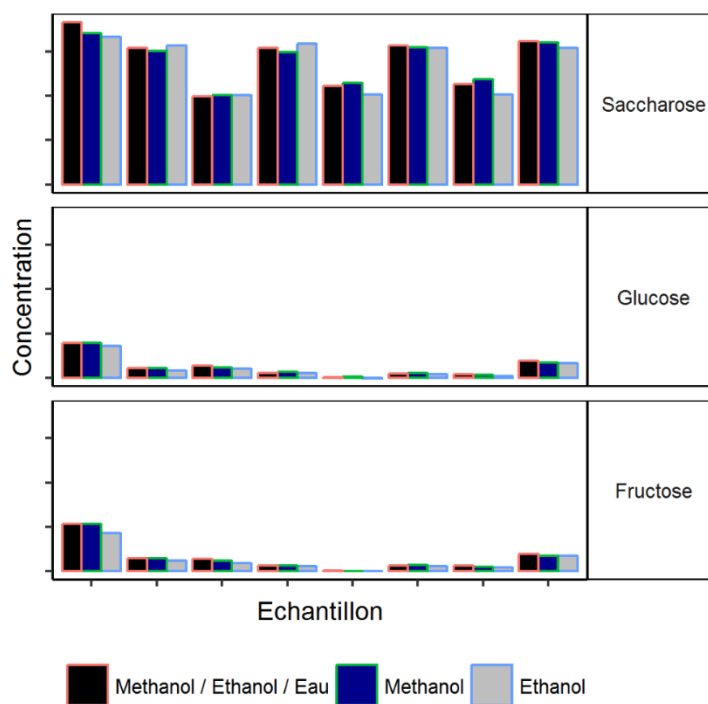 Saccharose
Glucose
Fructose
Concentration
Echantillon
Methanol / Ethanol / Eau Methanol Ethanol